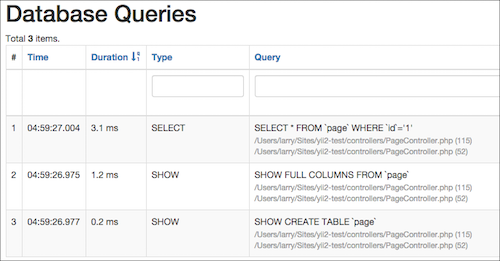 Database Queries
Total 3 items.
# Time Duration Type Query
1 04:59:27.004 3.1 ms SELECT SELECT * FROM `page` WHERE `id`='1'
/Users/larry/Sites/yii2-test/controllers/PageController.php (115)
/Users/larry/Sites/yii2-test/controllers/PageController.php (52)
2 04:59:26.975 1.2 ms SHOW SHOW FULL COLUMNS FROM `page`
/Users/larry/Sites/yii2-test/controllers/PageController.php (115)
/Users/larry/Sites/yii2-test/controllers/PageController.php (52)
3 04:59:26.977 0.2 ms SHOW SHOW CREATE TABLE `page`
/Users/larry/Sites/yii2-test/controllers/PageController.php (115)
/Users/larry/Sites/yii2-test/controllers/PageController.php (52)